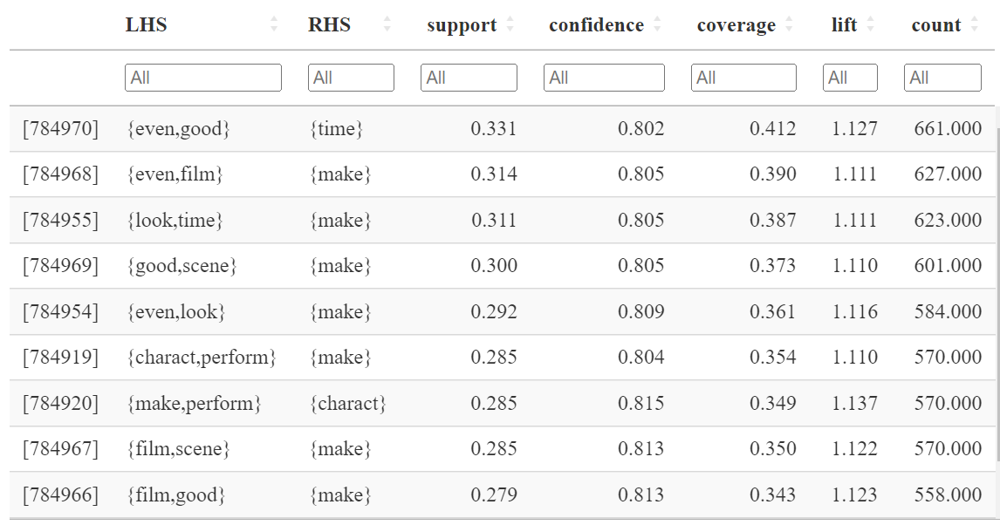 LHS RHS support confidence coverage lift count
All All All All All All All
[784970] {even,good} {time} 0.331 0.802 0.412 1.127 661.000
[784968] {even,film} {make} 0.314 0.805 0.390 1.111 627.000
[784955] {look,time} {make} 0.311 0.805 0.387 1.111 623.000
[784969] {good,scene} {make} 0.300 0.805 0.373 1.110 601.000
[784954] {even,look} {make} 0.292 0.809 0.361 1.116 584.000
[784919] {charact,perform} {make} 0.285 0.804 0.354 1.110 570.000
[784920] {make,perform} {charact} 0.285 0.815 0.349 1.137 570.000
[784967] {film,scene} {make} 0.285 0.813 0.350 1.122 570.000
[784966] {film,good} {make} 0.279 0.813 0.343 1.123 558.000